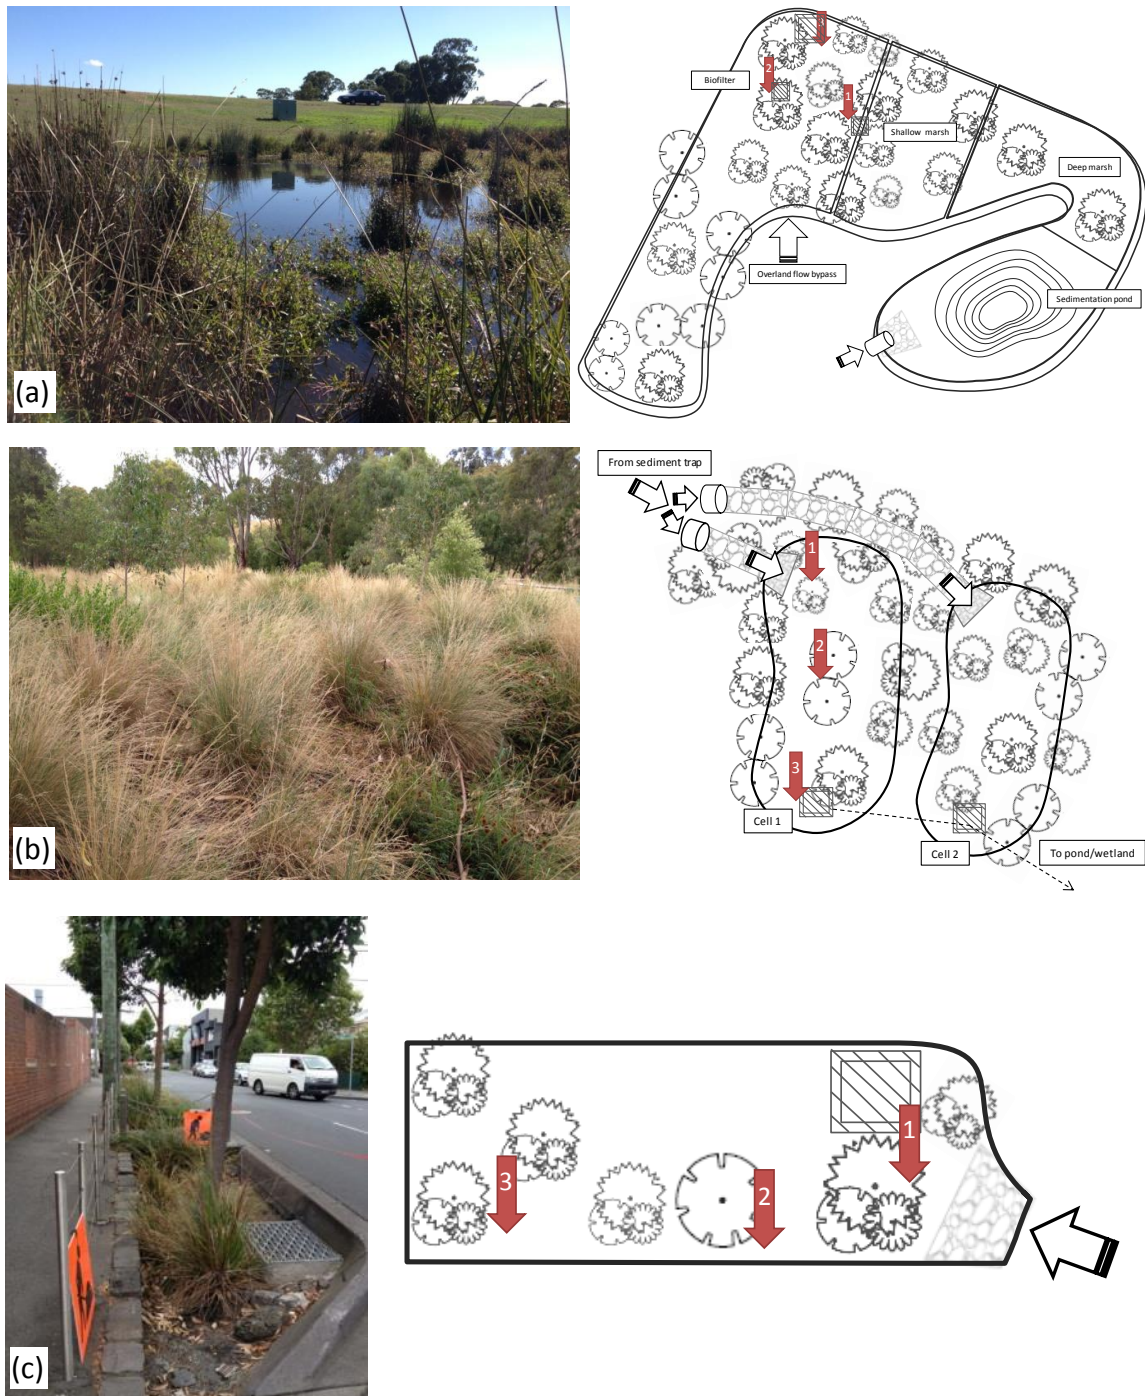 3
2
Biofilter
1
Shallow marsh
Deep marsh
Overland flow bypass
Sedimentation pond
(a)
From sediment trap
1
2
3
Cell 1
Cell 2
To pond/wetland
(b)
1
3
2
(c)